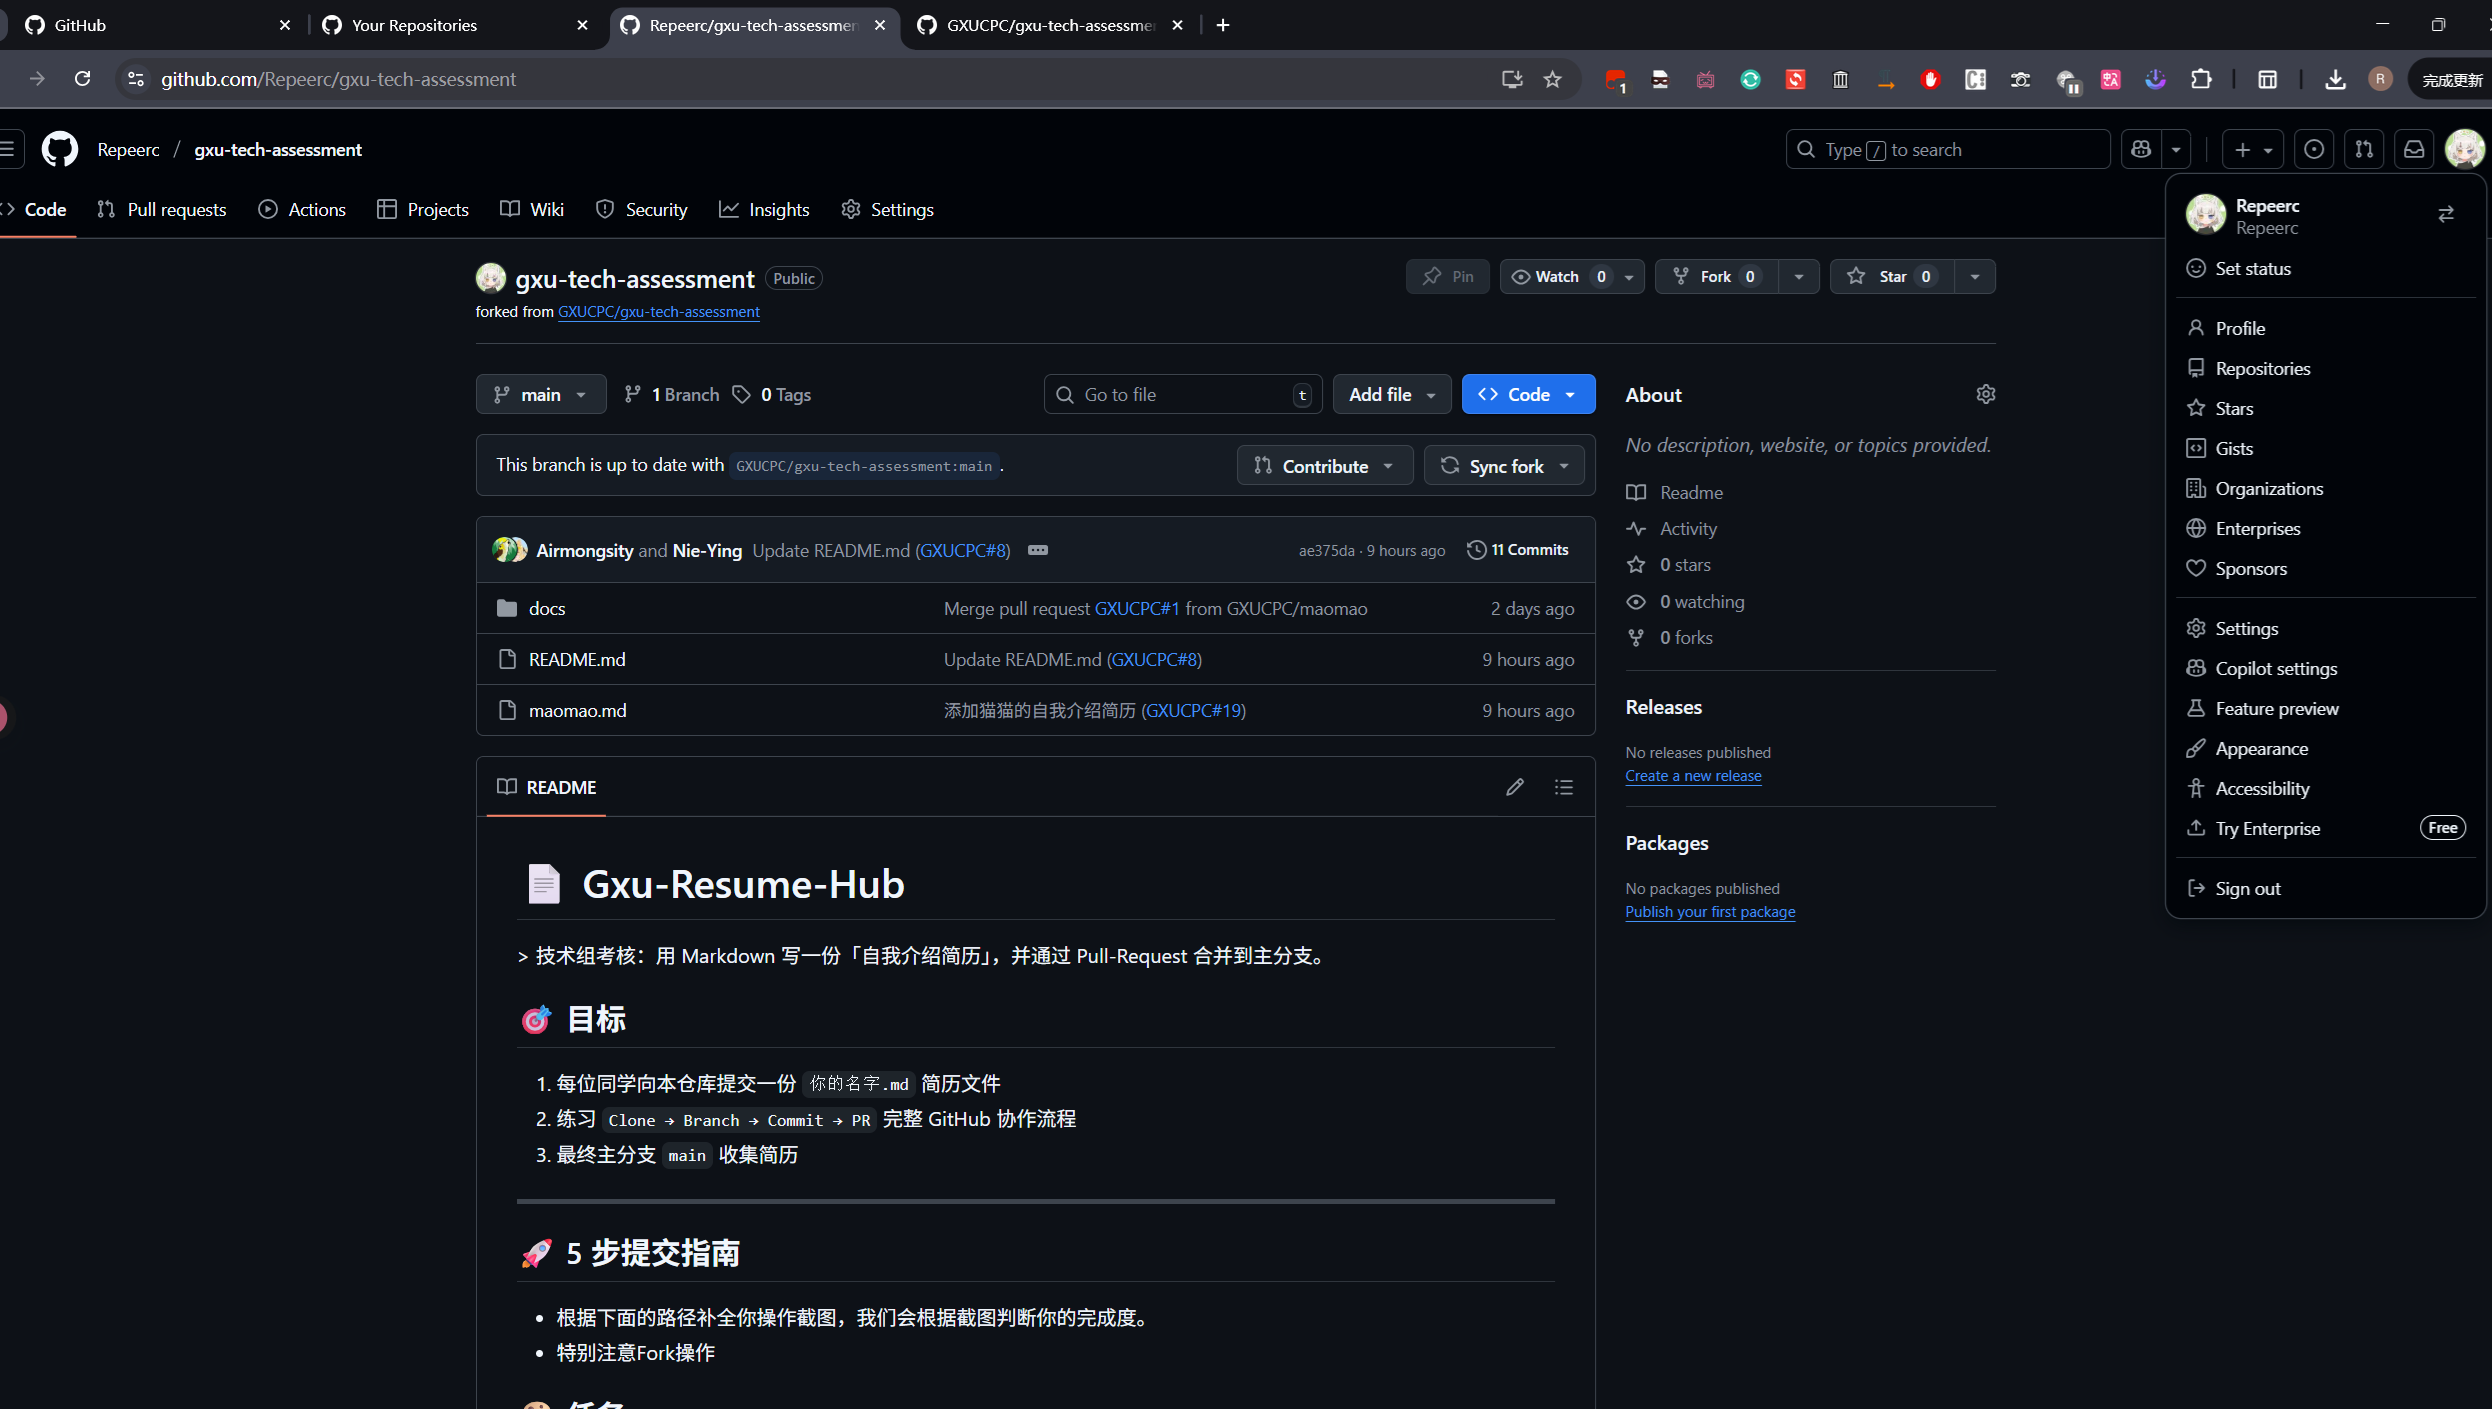 GitHub
Your Repositories
Repeerc/gxu-tech-assessmen
GXUCPC/gxu-tech-assessme
github.com/Repeerc/gxu-tech-assessment
1
R
完成更新
Repeerc / gxu-tech-assessment
Type / to search
Code
Pull requests
Actions
Projects
Wiki
Security
Insights
Settings
gxu-tech-assessment Public
forked from GXUCPC/gxu-tech-assessment
Pin
Watch 0
Fork 0
Star 0
main
1 Branch
0 Tags
Go to file t
Add file
Code
This branch is up to date with GXUCPC/gxu-tech-assessment:main .
Contribute
Sync fork
Airmongsity and Nie-Ying Update README.md (GXUCPC#8)
ae375da · 9 hours ago
11 Commits
docs Merge pull request GXUCPC#1 from GXUCPC/maomao 2 days ago
README.md Update README.md (GXUCPC#8) 9 hours ago
maomao.md 添加猫猫的自我介绍简历 (GXUCPC#19) 9 hours ago
README
Gxu-Resume-Hub
> 技术组考核：用 Markdown 写一份「自我介绍简历」，并通过 Pull-Request 合并到主分支。
目标
1. 每位同学向本仓库提交一份 你的名字.md 简历文件
2. 练习 Clone → Branch → Commit → PR 完整 GitHub 协作流程
3. 最终主分支 main 收集简历
5 步提交指南
根据下面的路径补全你操作截图，我们会根据截图判断你的完成度。
特别注意Fork操作
About
No description, website, or topics provided.
Readme
Activity
0 stars
0 watching
0 forks
Releases
No releases published
Create a new release
Packages
No packages published
Publish your first package
Repeerc
Repeerc
Set status
Profile
Repositories
Stars
Gists
Organizations
Enterprises
Sponsors
Settings
Copilot settings
Feature preview
Appearance
Accessibility
Try Enterprise Free
Sign out